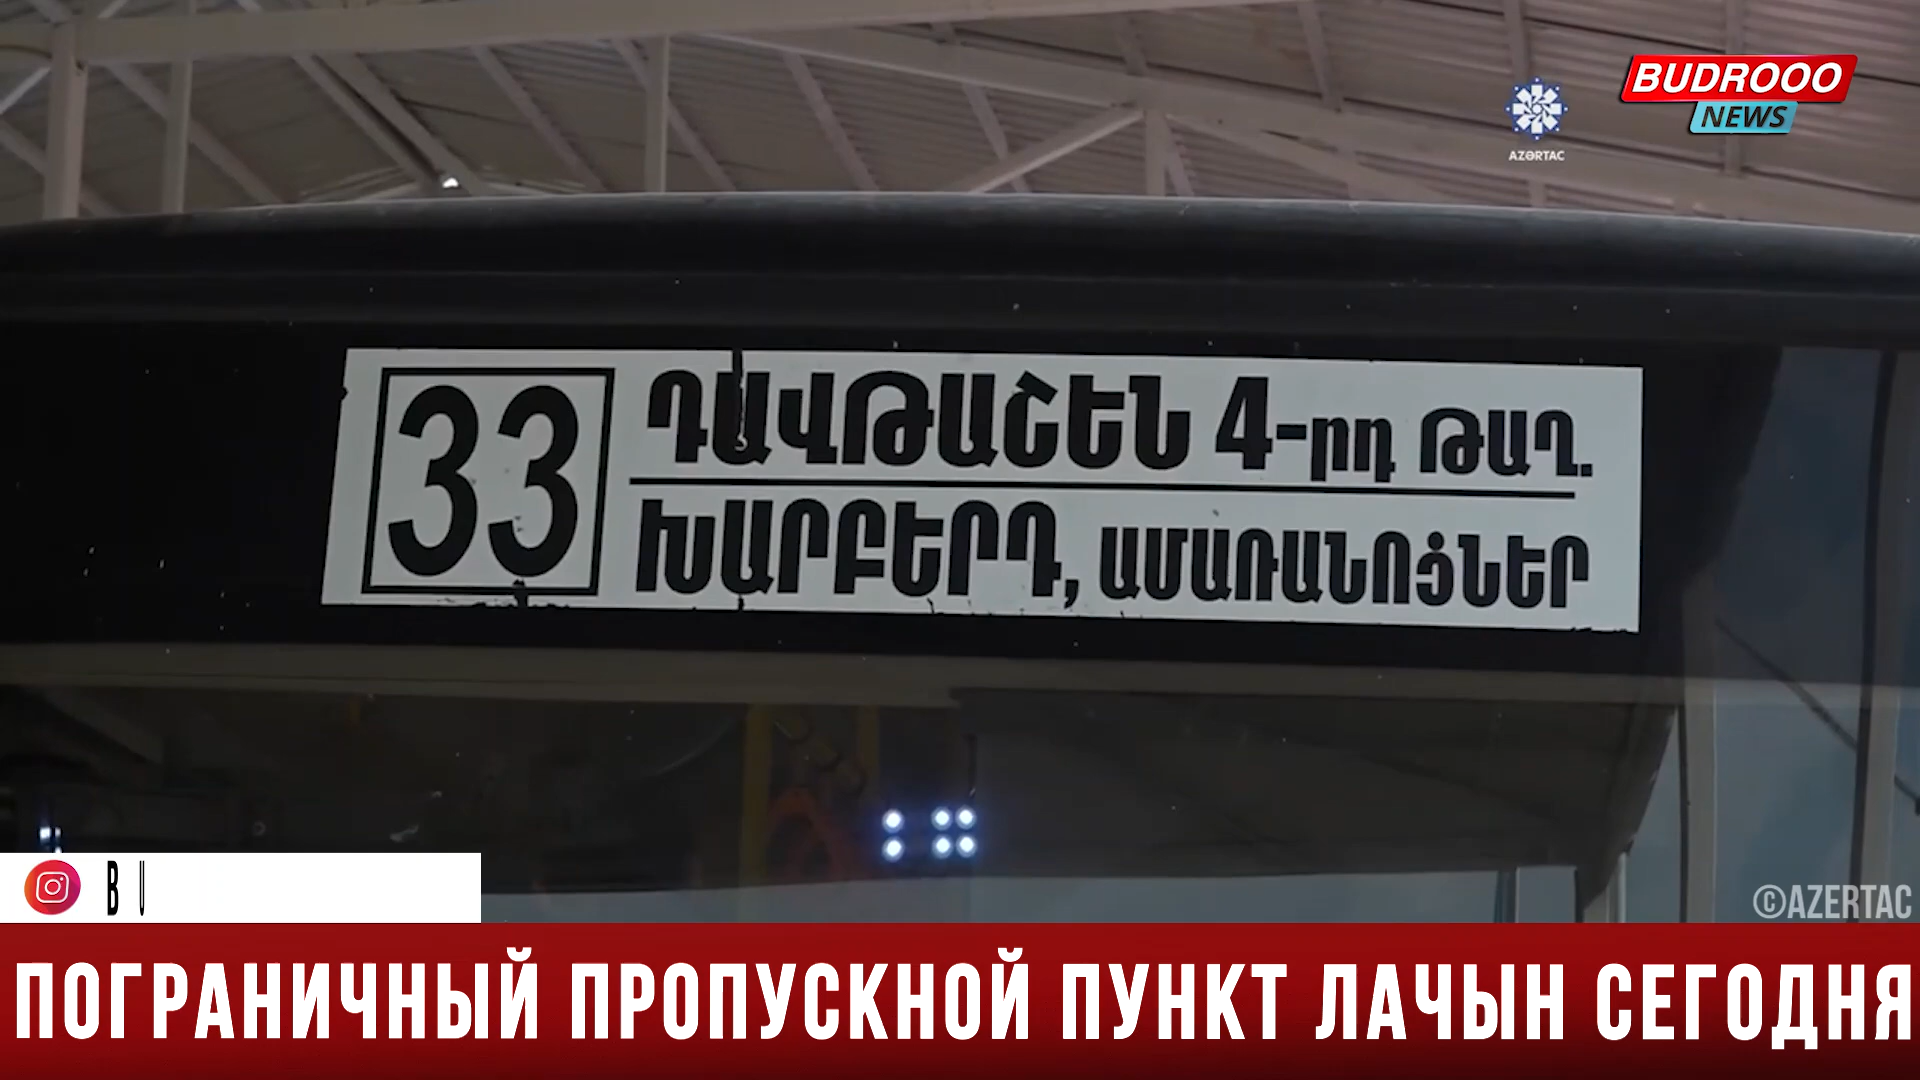 BUDROOO
NEWS
AZƏRTAC
33
ԴԱՎԹԱՇԵՆ 4-րդ ԹԱՂ.
ԽԱՐԲԵՐԴ, ԱՄԱՌԱՆՈՑՆԵՐ
B U
©AZERTAC
ПОГРАНИЧНЫЙ ПРОПУСКНОЙ ПУНКТ ЛАЧЫН СЕГОДНЯ